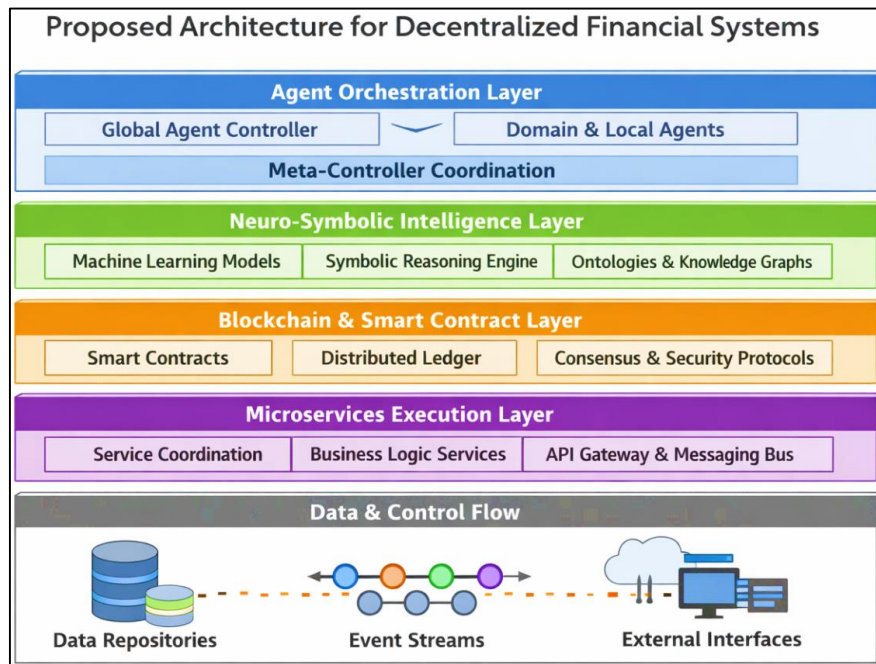 Proposed Architecture for Decentralized Financial Systems
Agent Orchestration Layer
Global Agent Controller
Domain & Local Agents
Meta-Controller Coordination
Neuro-Symbolic Intelligence Layer
Machine Learning Models
Symbolic Reasoning Engine
Ontologies & Knowledge Graphs
Blockchain & Smart Contract Layer
Smart Contracts
Distributed Ledger
Consensus & Security Protocols
Microservices Execution Layer
Service Coordination
Business Logic Services
API Gateway & Messaging Bus
Data & Control Flow
Data Repositories
Event Streams
External Interfaces